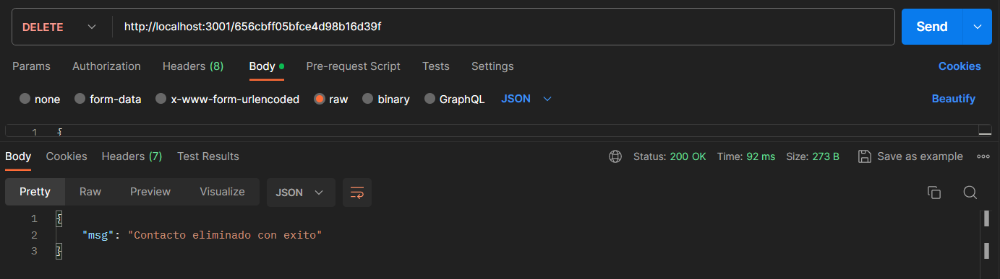 DELETE http://localhost:3001/656cbff05bfce4d98b16d39f Send
Params Authorization Headers (8) Body Pre-request Script Tests Settings Cookies
none form-data x-www-form-urlencoded raw binary GraphQL JSON Beautify
1 {
Body Cookies Headers (7) Test Results Status: 200 OK Time: 92 ms Size: 273 B Save as example
Pretty Raw Preview Visualize JSON
1 {
2 "msg": "Contacto eliminado con exito"
3 }